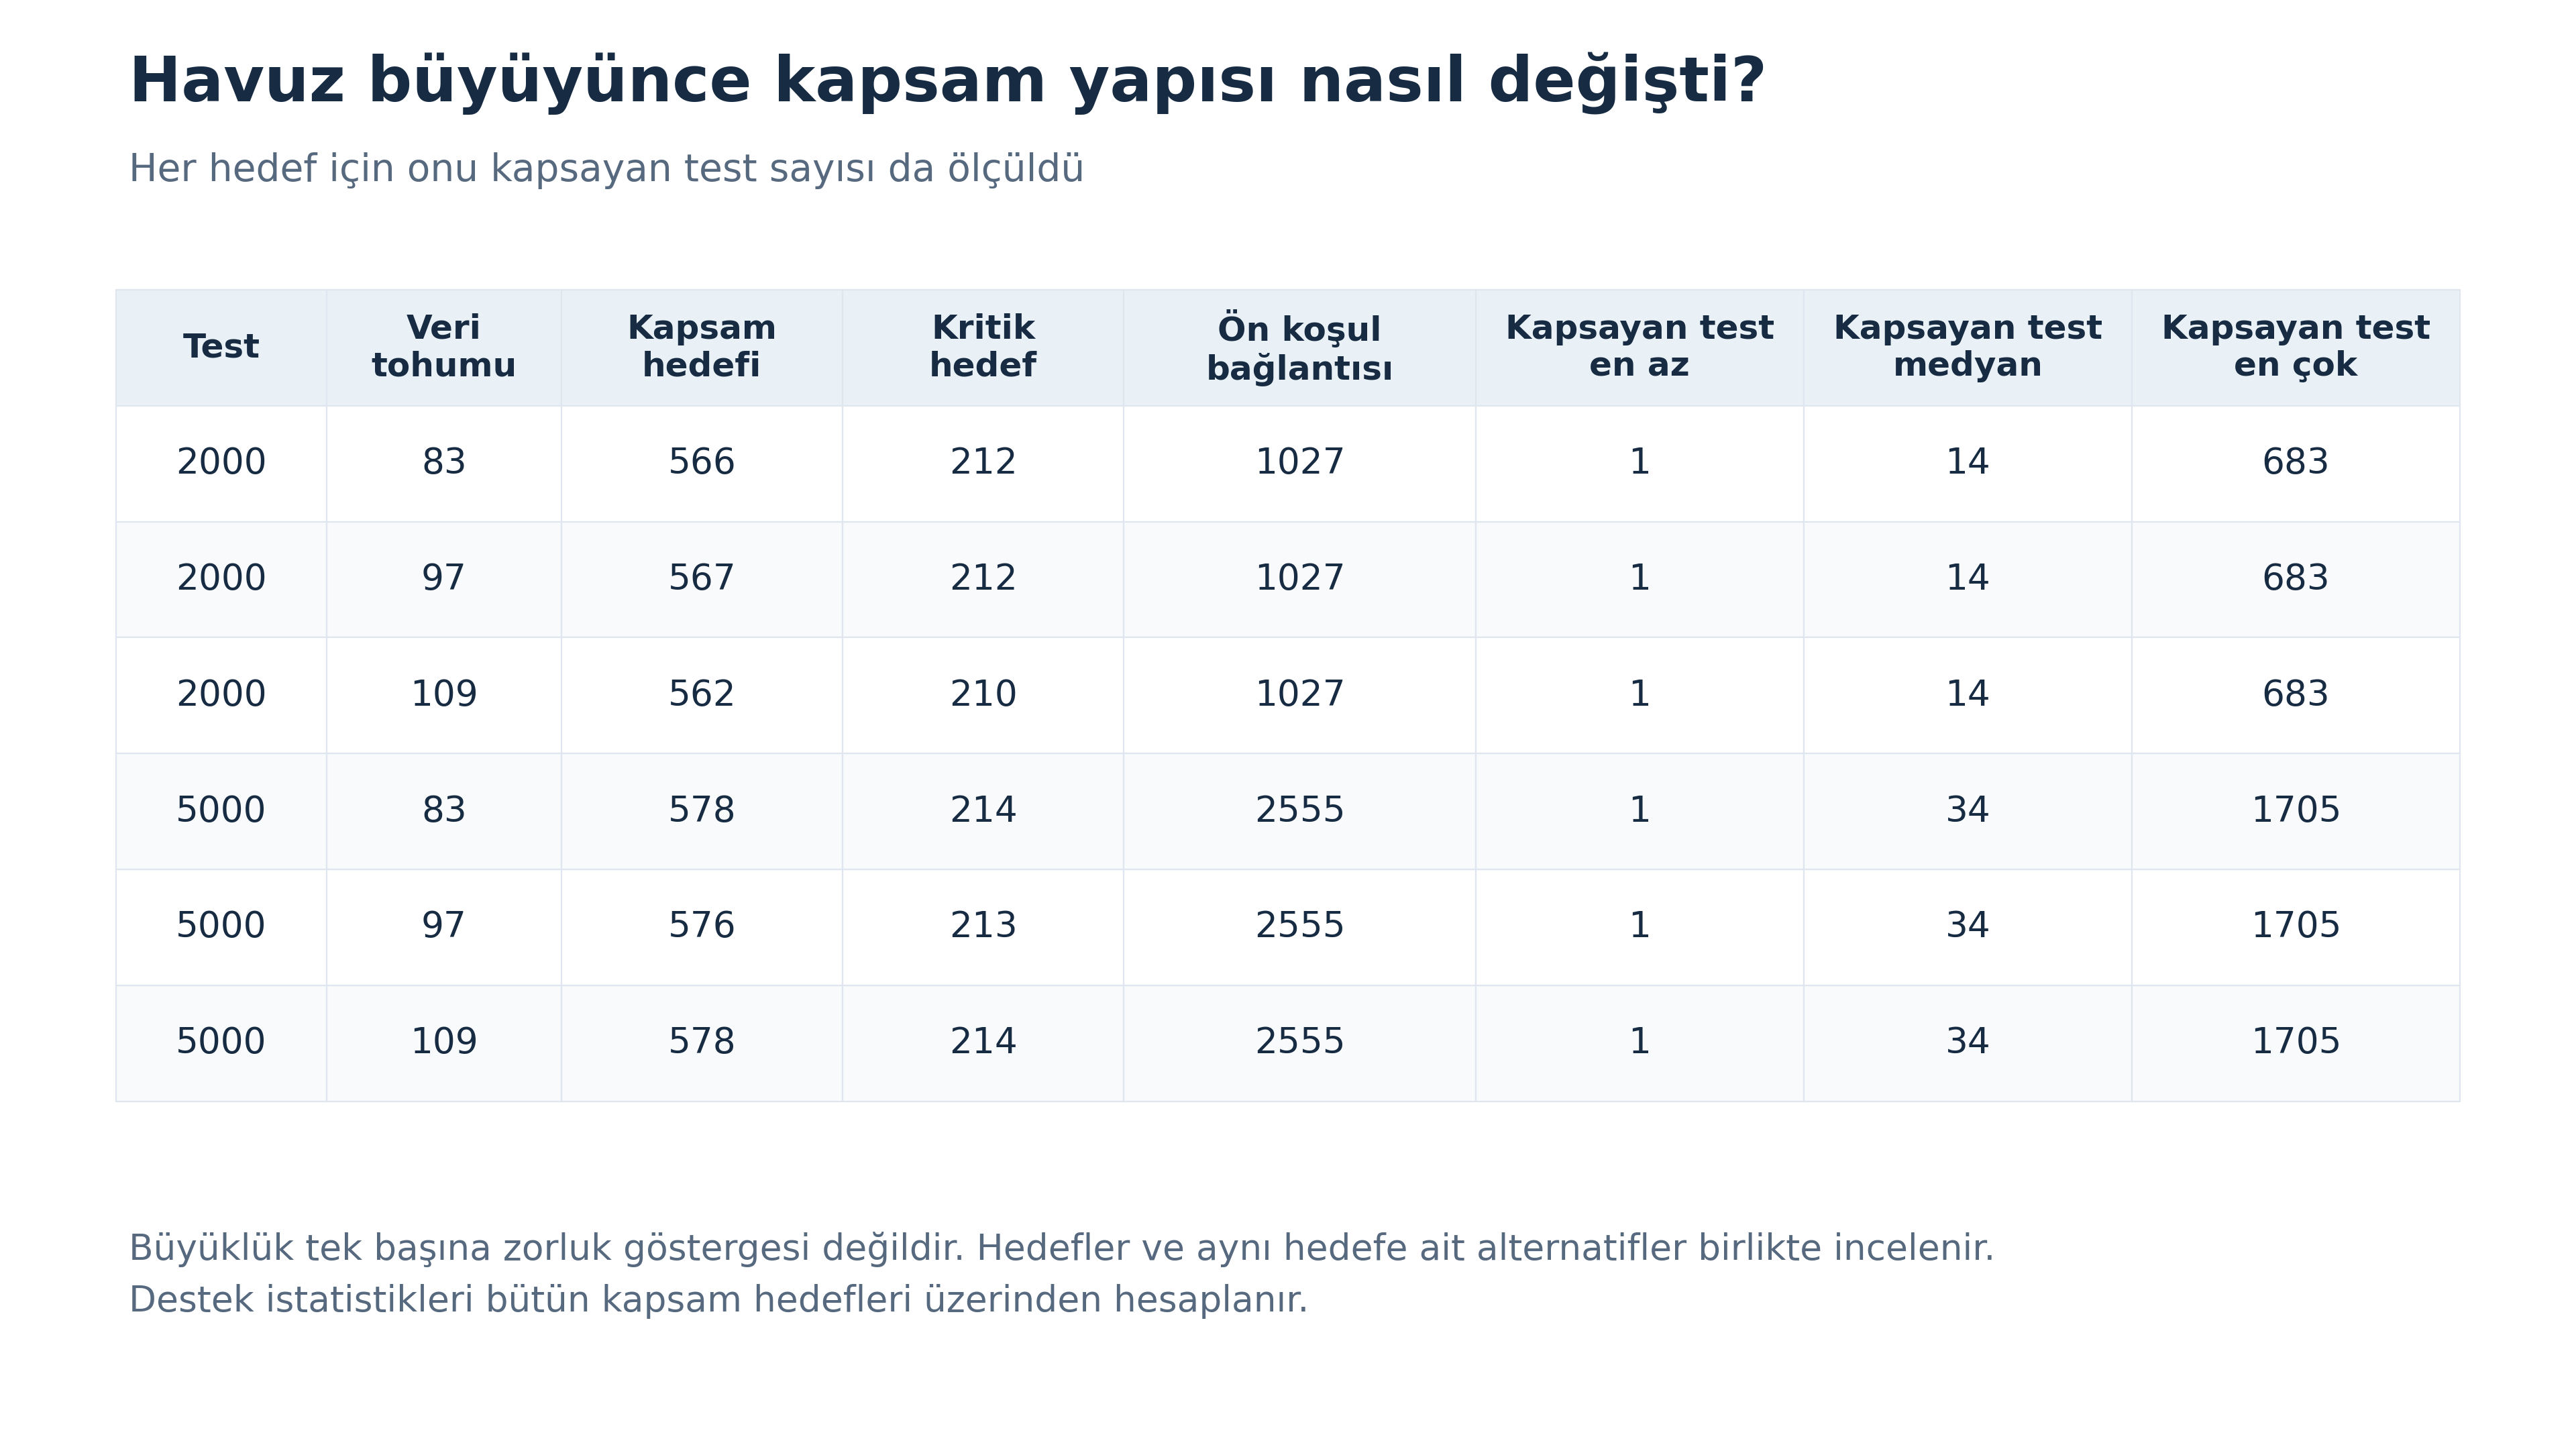 Havuz büyüyünce kapsam yapısı nasıl değişti?
Her hedef için onu kapsayan test sayısı da ölçüldü
Test | Veri tohumu | Kapsam hedefi | Kritik hedef | Ön koşul bağlantısı | Kapsayan test en az | Kapsayan test medyan | Kapsayan test en çok
2000 | 83 | 566 | 212 | 1027 | 1 | 14 | 683
2000 | 97 | 567 | 212 | 1027 | 1 | 14 | 683
2000 | 109 | 562 | 210 | 1027 | 1 | 14 | 683
5000 | 83 | 578 | 214 | 2555 | 1 | 34 | 1705
5000 | 97 | 576 | 213 | 2555 | 1 | 34 | 1705
5000 | 109 | 578 | 214 | 2555 | 1 | 34 | 1705
Büyüklük tek başına zorluk göstergesi değildir. Hedefler ve aynı hedefe ait alternatifler birlikte incelenir.
Destek istatistikleri bütün kapsam hedefleri üzerinden hesaplanır.